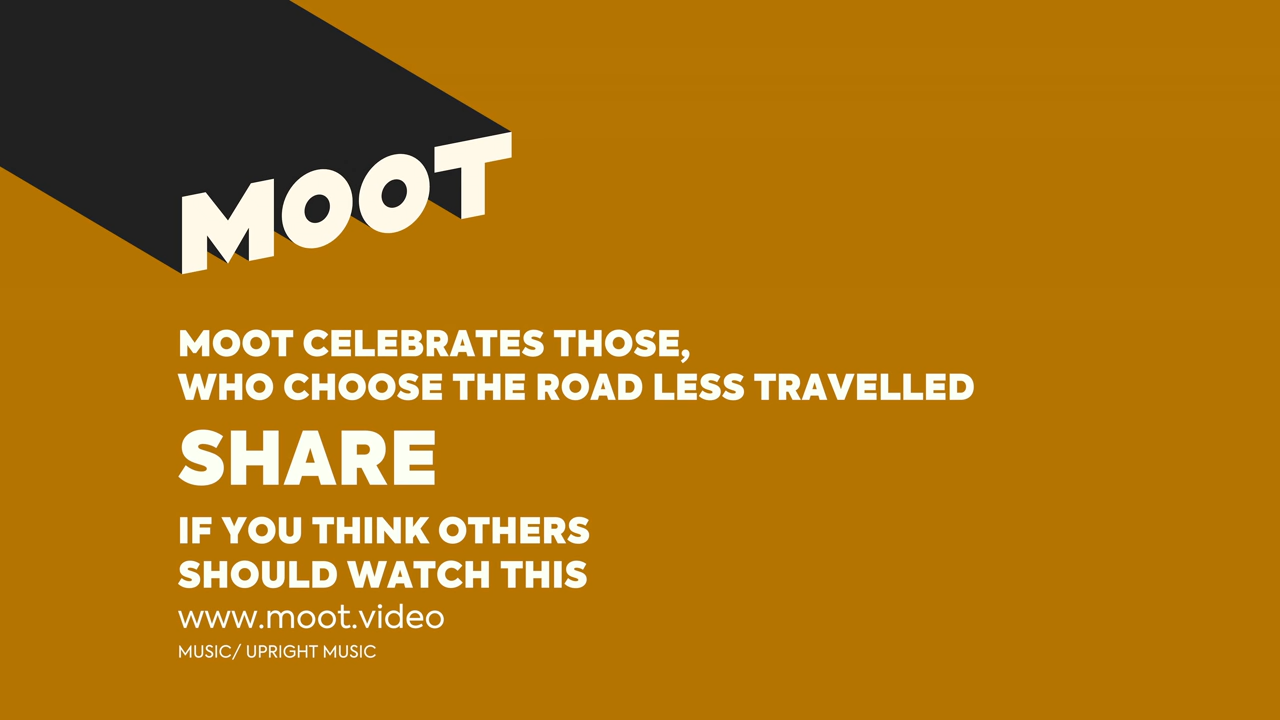 MOOT
MOOT CELEBRATES THOSE,
WHO CHOOSE THE ROAD LESS TRAVELLED
SHARE
IF YOU THINK OTHERS
SHOULD WATCH THIS
www.moot.video
MUSIC/ UPRIGHT MUSIC